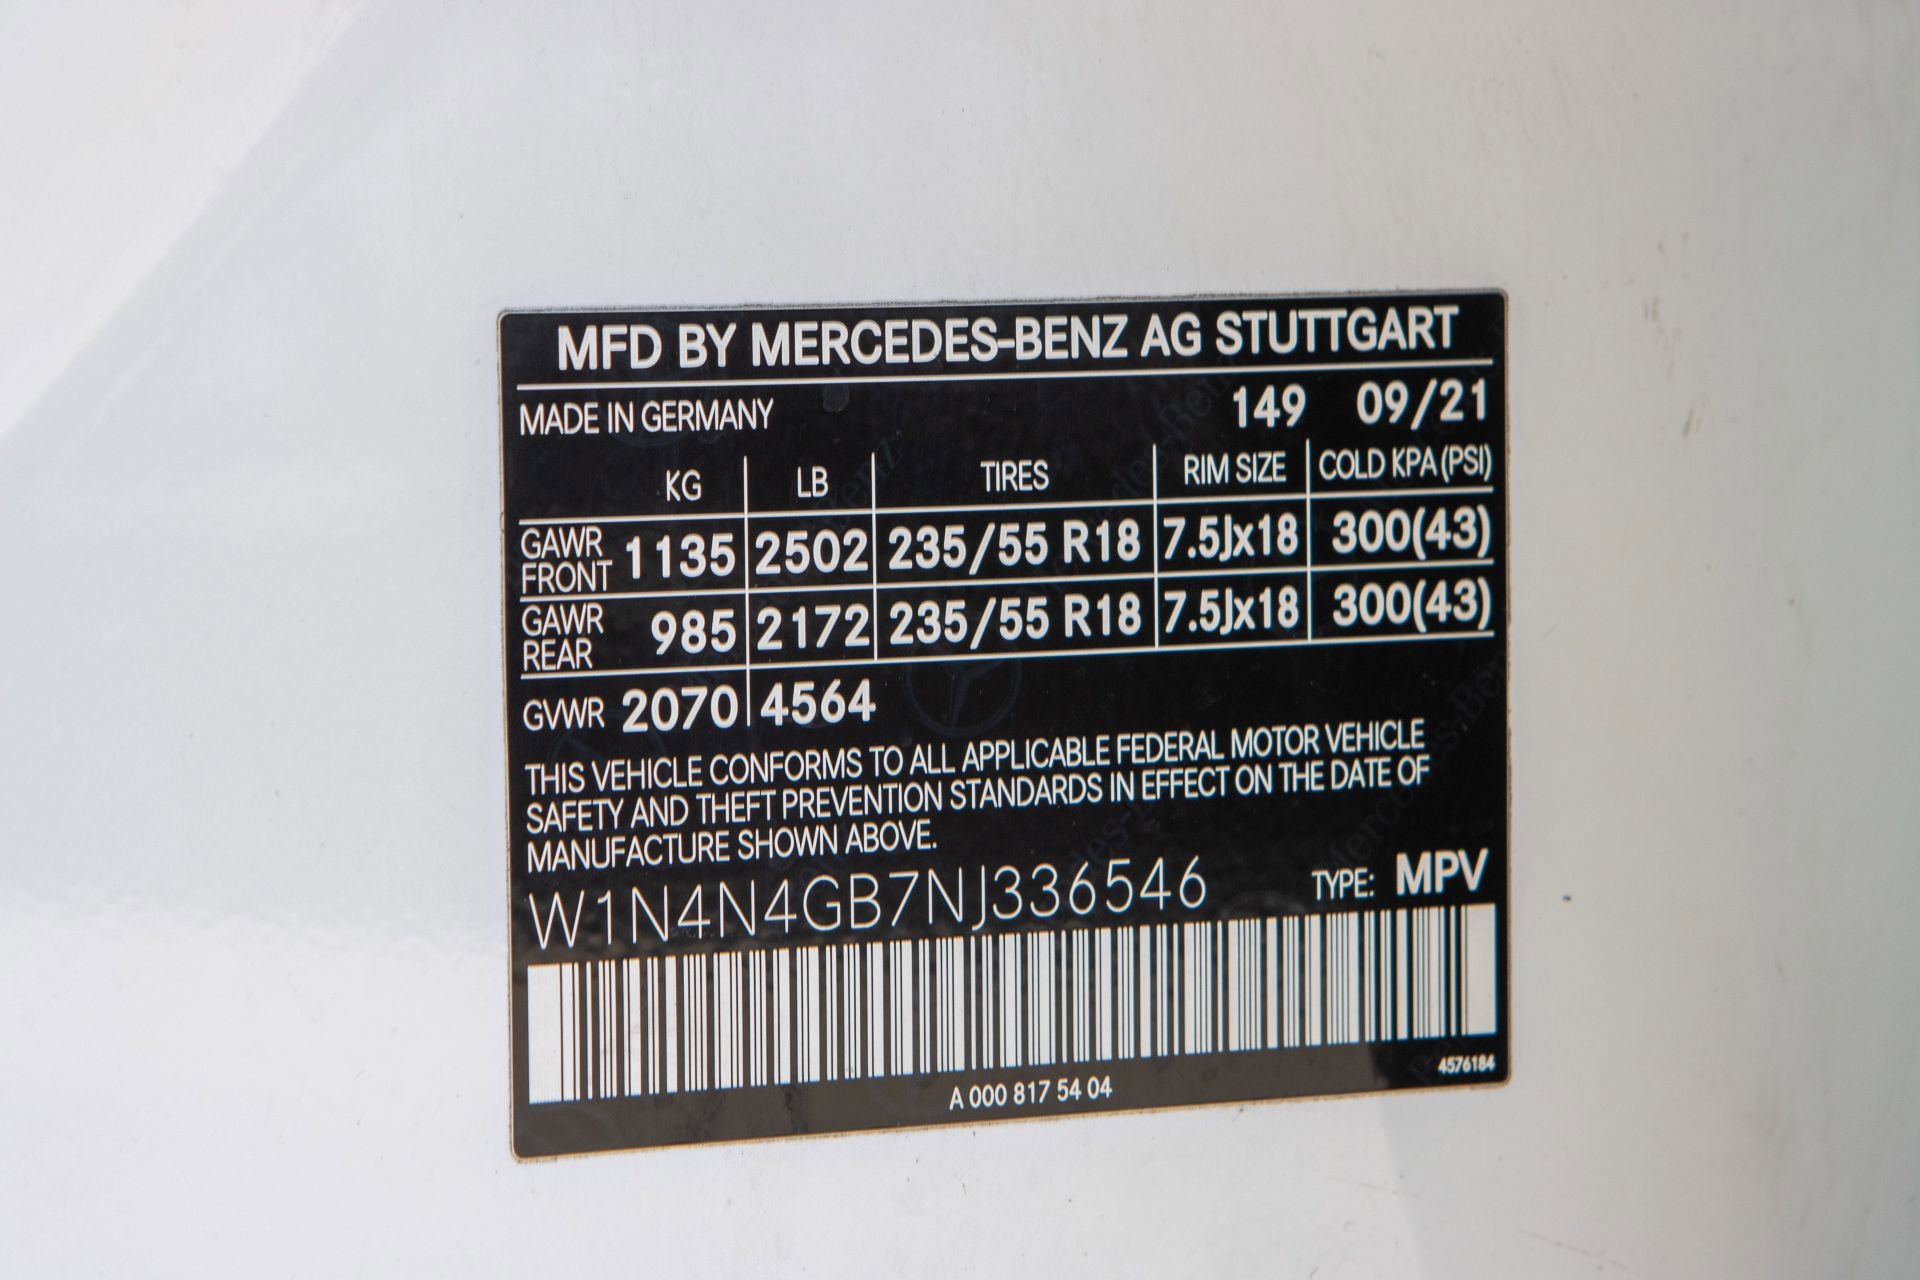 MFD BY MERCEDES-BENZ AG STUTTGART
MADE IN GERMANY 149 09/21
KG LB TIRES RIM SIZE COLD KPA (PSI)
GAWR FRONT 1135 2502 235/55 R18 7.5Jx18 300(43)
GAWR REAR 985 2172 235/55 R18 7.5Jx18 300(43)
GVWR 2070 4564
THIS VEHICLE CONFORMS TO ALL APPLICABLE FEDERAL MOTOR VEHICLE
SAFETY AND THEFT PREVENTION STANDARDS IN EFFECT ON THE DATE OF
MANUFACTURE SHOWN ABOVE.
W1N4N4GB7NJ336546 TYPE: MPV
4576184
A 000 817 54 04